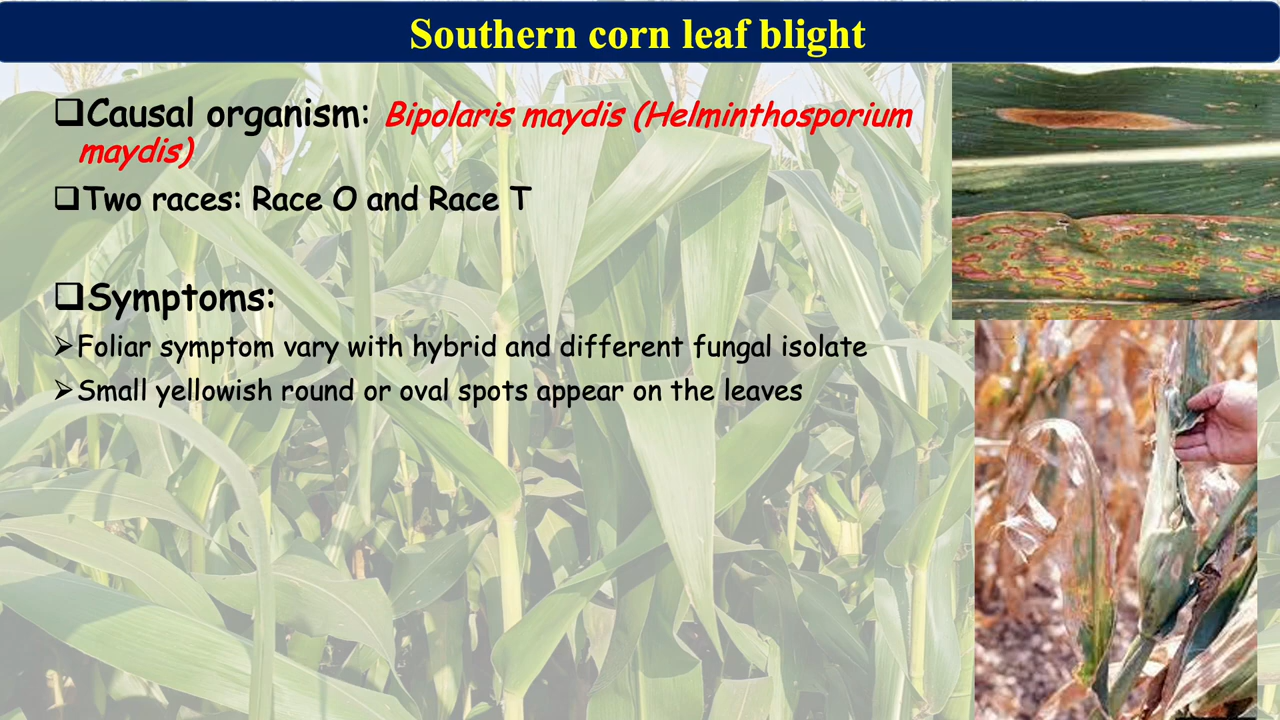 Southern corn leaf blight
❑Causal organism: Bipolaris maydis (Helminthosporium
maydis)
❑Two races: Race O and Race T
❑Symptoms:
➢Foliar symptom vary with hybrid and different fungal isolate
➢Small yellowish round or oval spots appear on the leaves